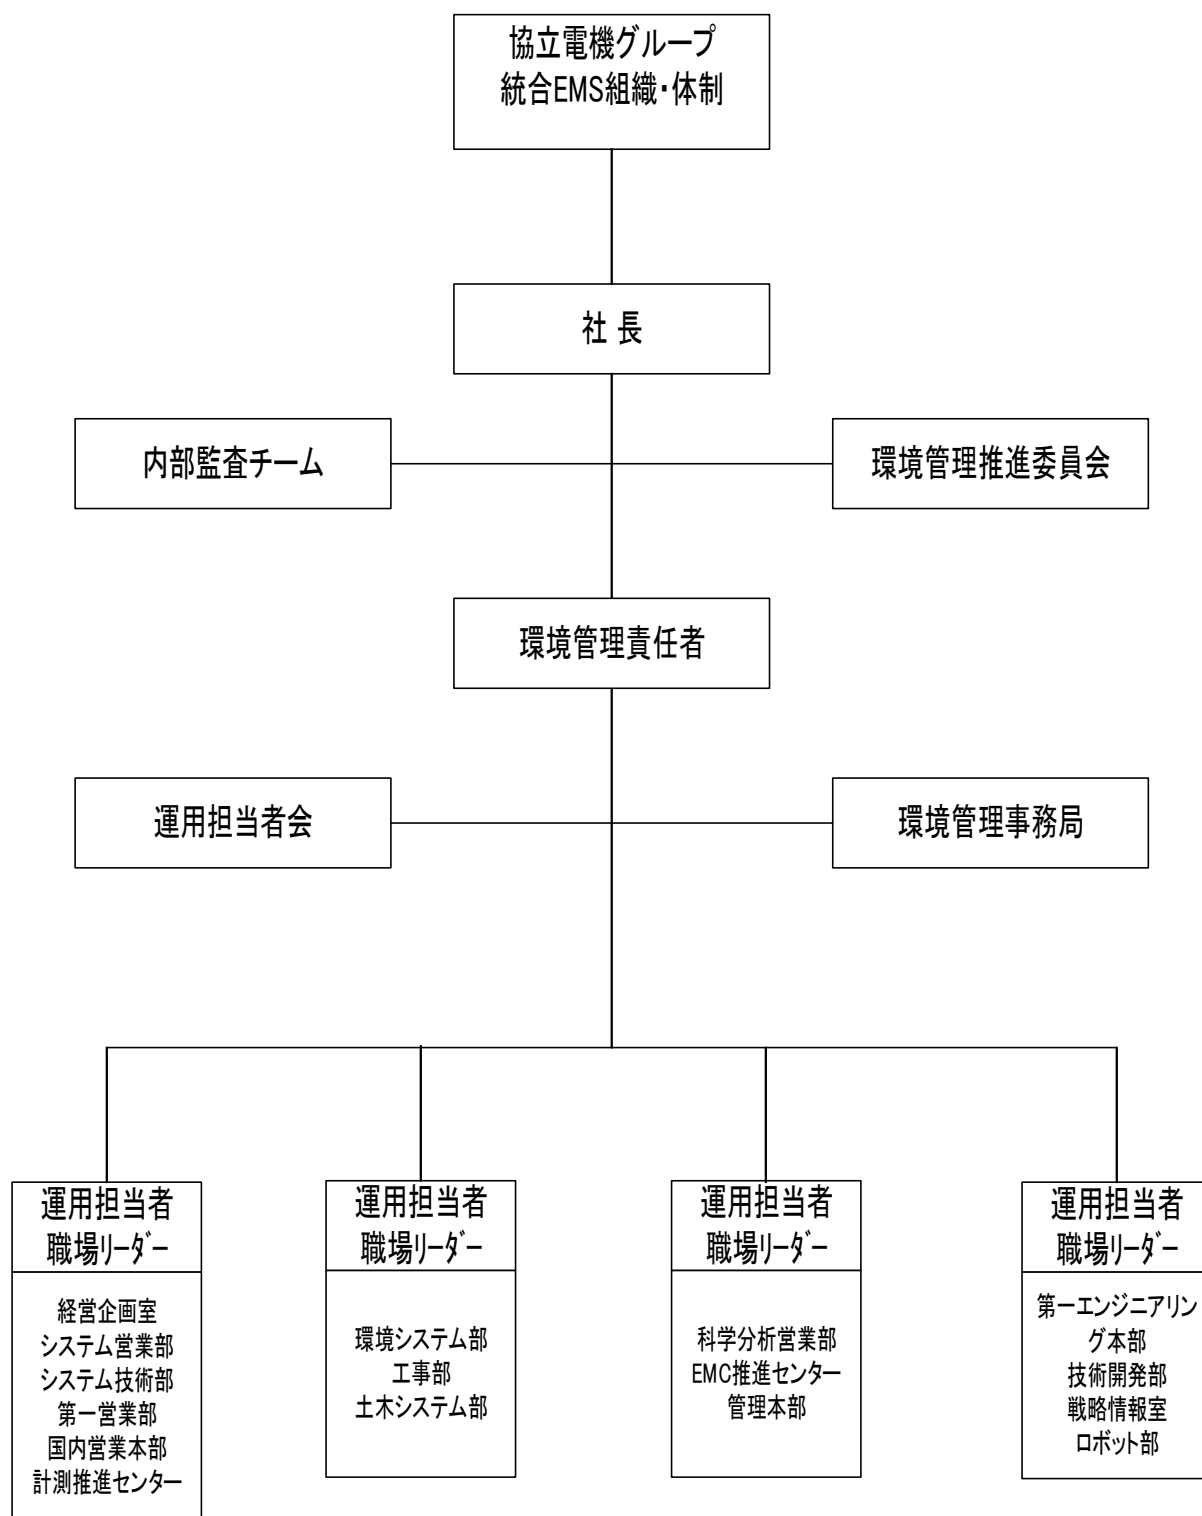 協立電機グループ
統合EMS組織・体制
社 長
内部監査チーム
環境管理推進委員会
環境管理責任者
運用担当者会
環境管理事務局
運用担当者
職場リーダー
経営企画室
システム営業部
システム技術部
第一営業部
国内営業本部
計測推進センター
運用担当者
職場リーダー
環境システム部
工事部
土木システム部
運用担当者
職場リーダー
科学分析営業部
EMC推進センター
管理本部
運用担当者
職場リーダー
第一エンジニアリン
グ本部
技術開発部
戦略情報室
ロボット部